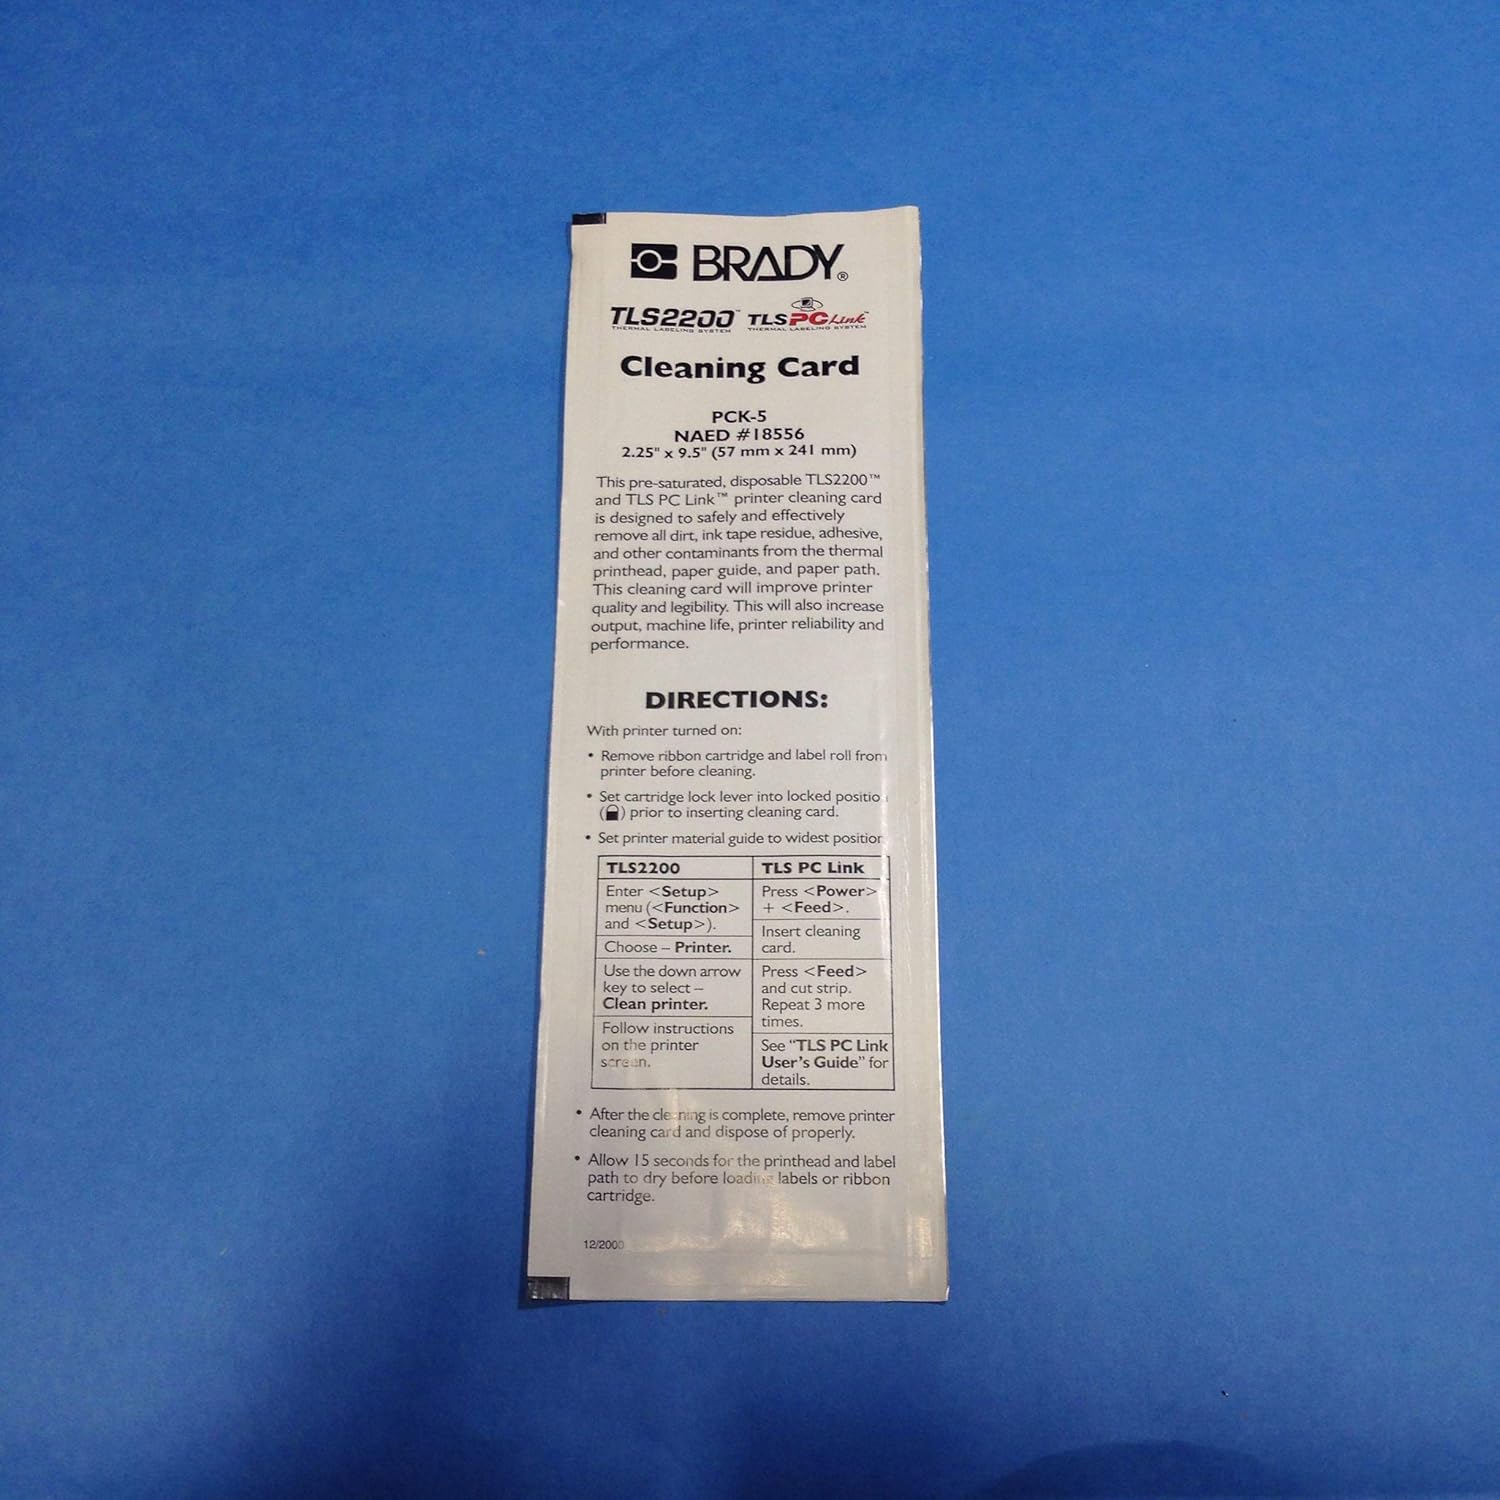 BRADY®
TLS2200™ TLSPCLink™
THERMAL LABELING SYSTEM THERMAL LABELING SYSTEM
Cleaning Card
PCK-5
NAED #18556
2.25" x 9.5" (57 mm x 241 mm)
This pre-saturated, disposable TLS2200™
and TLS PC Link™ printer cleaning card
is designed to safely and effectively
remove all dirt, ink tape residue, adhesive,
and other contaminants from the thermal
printhead, paper guide, and paper path.
This cleaning card will improve printer
quality and legibility. This will also increase
output, machine life, printer reliability and
performance.
DIRECTIONS:
With printer turned on:
• Remove ribbon cartridge and label roll from
printer before cleaning.
• Set cartridge lock lever into locked position
() prior to inserting cleaning card.
• Set printer material guide to widest position
TLS2200
Enter <Setup>
menu (<Function>
and <Setup>).
Choose – Printer.
Use the down arrow
key to select –
Clean printer.
Follow instructions
on the printer
screen.
TLS PC Link
Press <Power>
+ <Feed>.
Insert cleaning
card.
Press <Feed>
and cut strip.
Repeat 3 more
times.
See "TLS PC Link
User's Guide" for
details.
• After the cleaning is complete, remove printer
cleaning card and dispose of properly.
• Allow 15 seconds for the printhead and label
path to dry before loading labels or ribbon
cartridge.